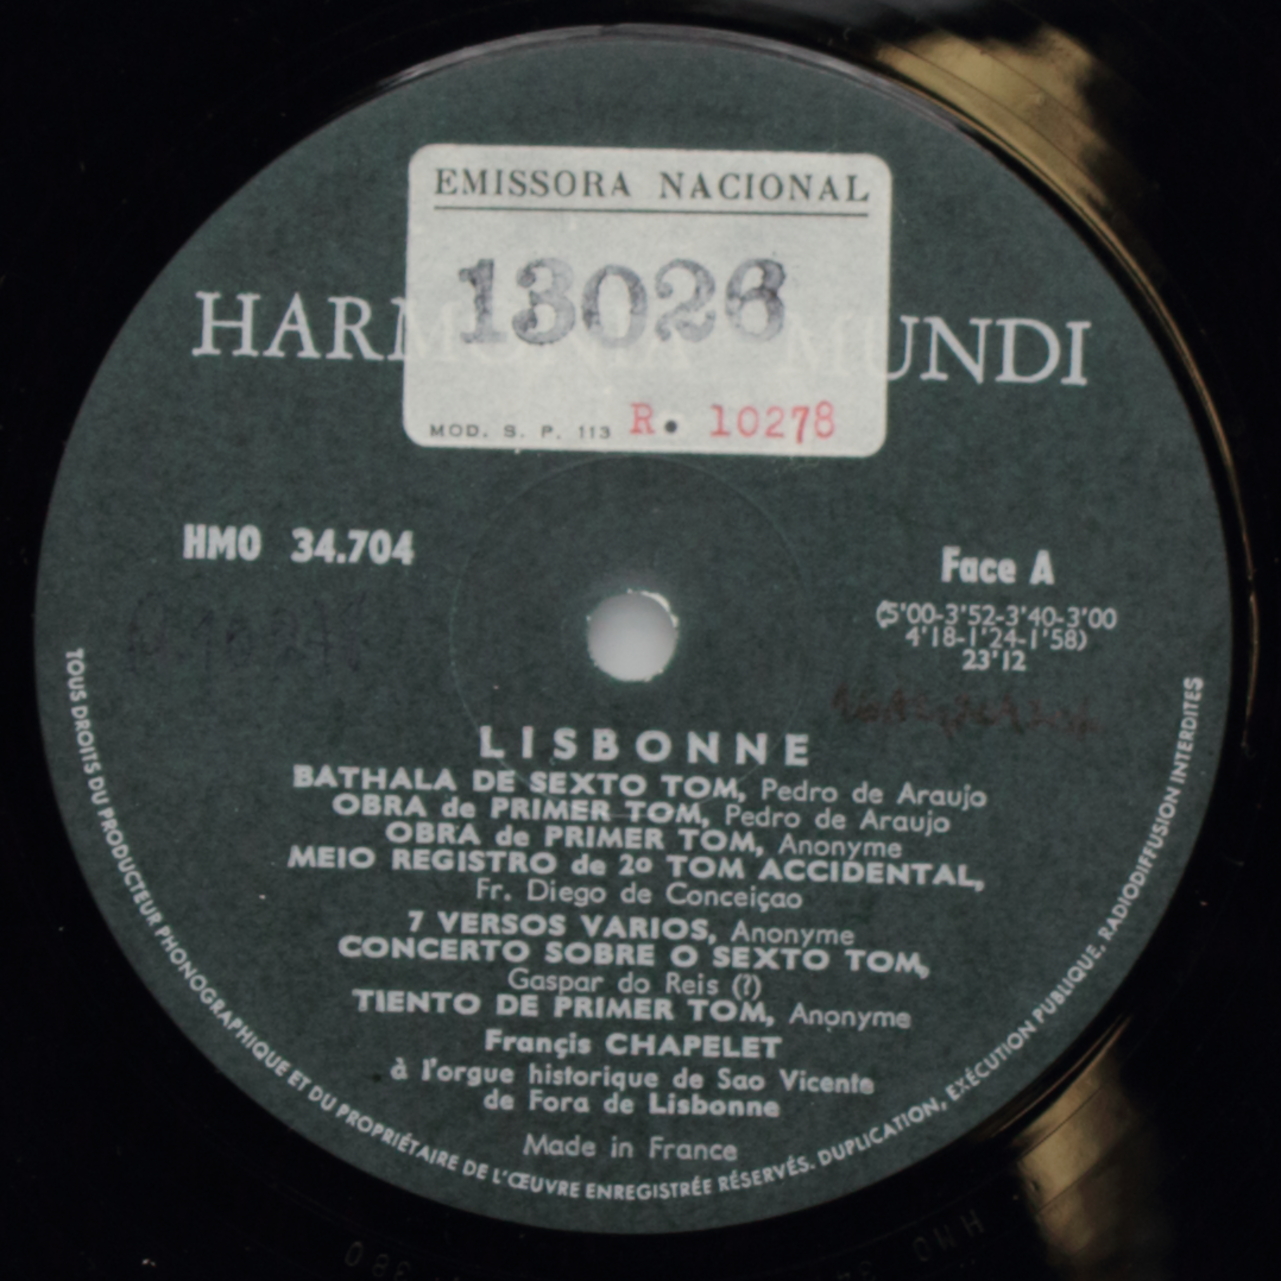 EMISSORA NACIONAL
13026
HARMONIA MUNDI
MOD. S. P. 113 R. 10278
HMO 34.704
Face A
(5'00-3'52-3'40-3'00
4'18-1'24-1'58)
23'12
LISBONNE
BATHALA DE SEXTO TOM, Pedro de Araujo
OBRA de PRIMER TOM, Pedro de Araujo
OBRA de PRIMER TOM, Anonyme
MEIO REGISTRO de 2º TOM ACCIDENTAL,
Fr. Diego de Conceiçao
7 VERSOS VARIOS, Anonyme
CONCERTO SOBRE O SEXTO TOM,
Gaspar do Reis (?)
TIENTO DE PRIMER TOM, Anonyme
Françis CHAPELET
à l'orgue historique de Sao Vicente
de Fora de Lisbonne
Made in France
TOUS DROITS DU PRODUCTEUR PHONOGRAPHIQUE ET DU PROPRIÉTAIRE DE L'ŒUVRE ENREGISTRÉE RÉSERVÉS. DUPLICATION, EXÉCUTION PUBLIQUE, RADIODIFFUSION INTERDITES
HMO
380